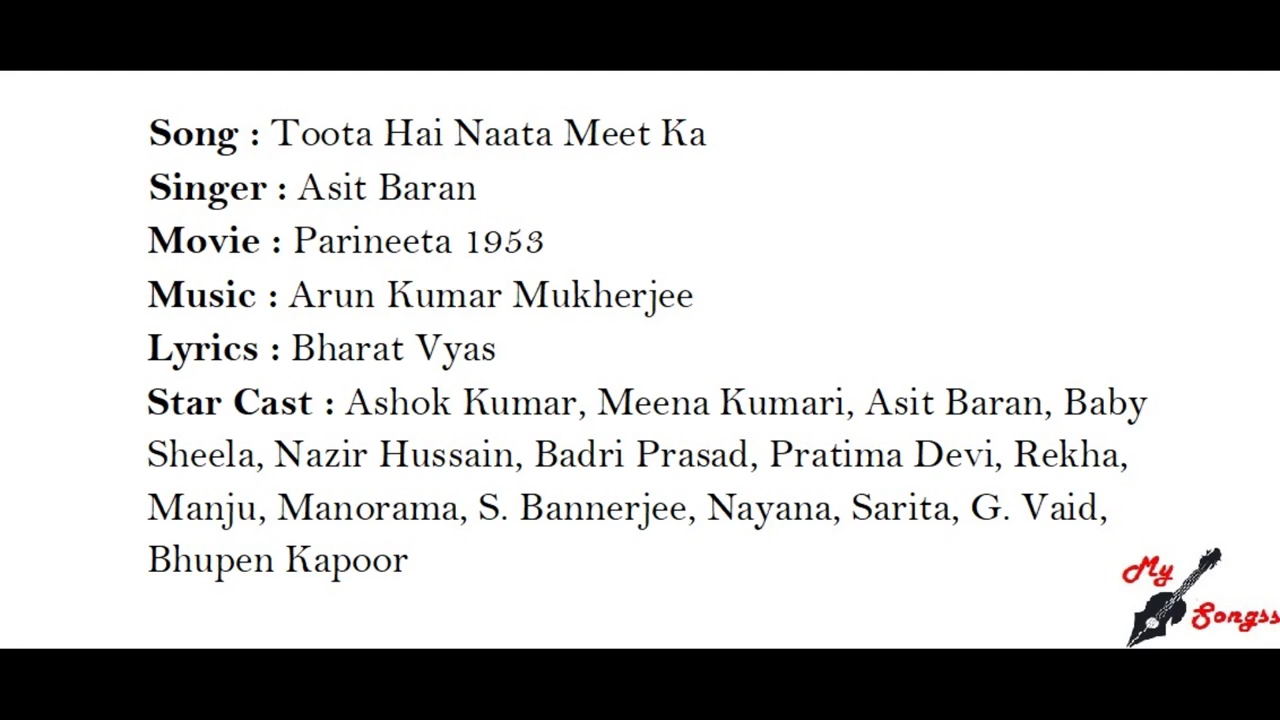 Song : Toota Hai Naata Meet Ka
Singer : Asit Baran
Movie : Parineeta 1953
Music : Arun Kumar Mukherjee
Lyrics : Bharat Vyas
Star Cast : Ashok Kumar, Meena Kumari, Asit Baran, Baby
Sheela, Nazir Hussain, Badri Prasad, Pratima Devi, Rekha,
Manju, Manorama, S. Bannerjee, Nayana, Sarita, G. Vaid,
Bhupen Kapoor
My
Songss